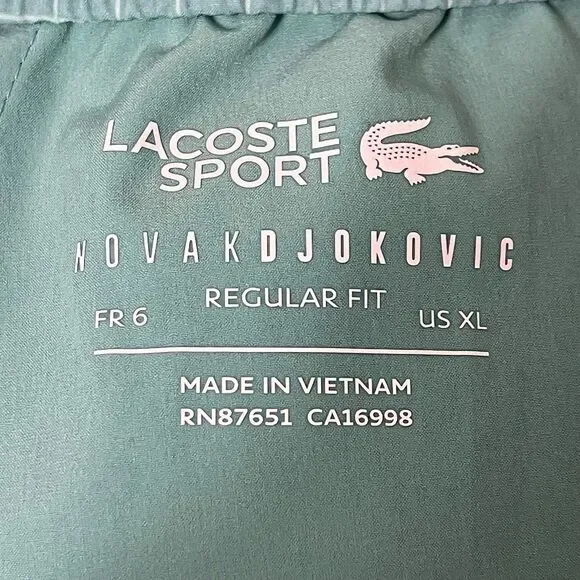 LACOSTE
SPORT
NOVAKDJOKOVIC
REGULAR FIT
FR 6 US XL
MADE IN VIETNAM
RN87651 CA16998